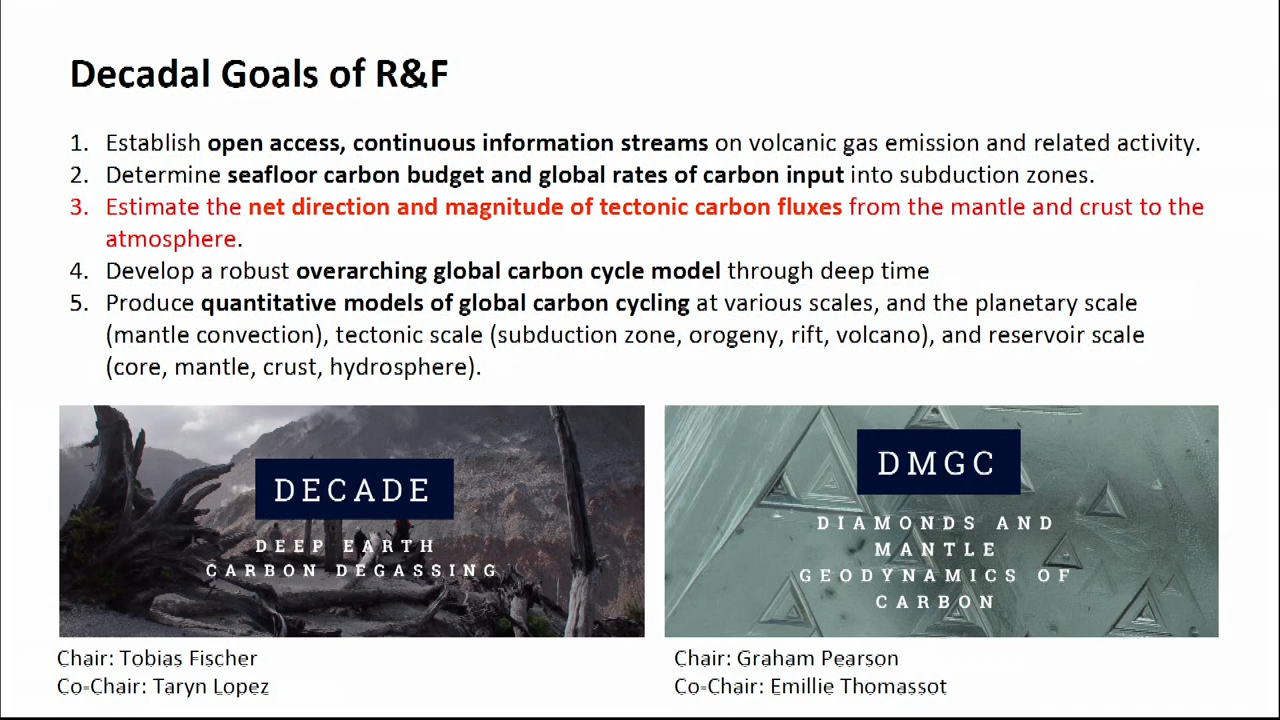 Decadal Goals of R&F
1. Establish open access, continuous information streams on volcanic gas emission and related activity.
2. Determine seafloor carbon budget and global rates of carbon input into subduction zones.
3. Estimate the net direction and magnitude of tectonic carbon fluxes from the mantle and crust to the
atmosphere.
4. Develop a robust overarching global carbon cycle model through deep time
5. Produce quantitative models of global carbon cycling at various scales, and the planetary scale
(mantle convection), tectonic scale (subduction zone, orogeny, rift, volcano), and reservoir scale
(core, mantle, crust, hydrosphere).
DECADE
DEEP EARTH
CARBON DEGASSING
DMGC
DIAMONDS AND
MANTLE
GEODYNAMICS OF
CARBON
Chair: Tobias Fischer
Co-Chair: Taryn Lopez
Chair: Graham Pearson
Co-Chair: Emillie Thomassot